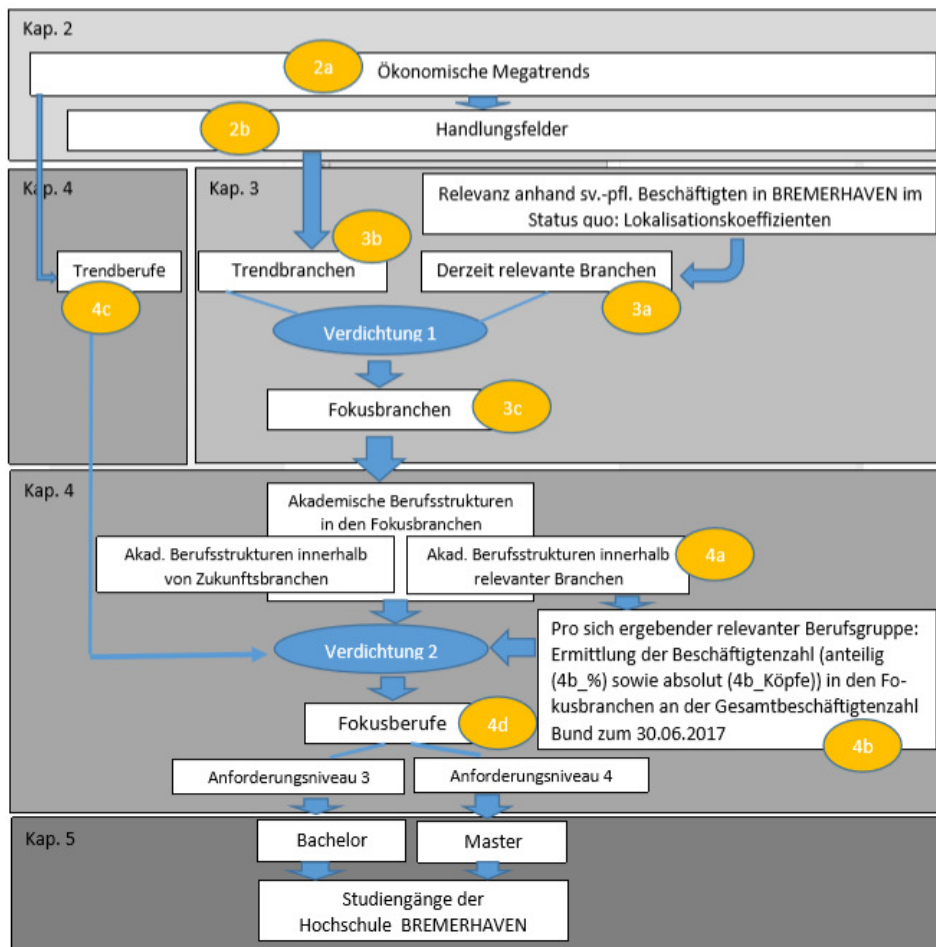 Kap. 2
2a
Ökonomische Megatrends
2b
Handlungsfelder
Kap. 4
Kap. 3
Relevanz anhand sv.-pfl. Beschäftigten in BREMERHAVEN im
Status quo: Lokalisationskoeffizienten
3b
Trendberufe
Trendbranchen
Derzeit relevante Branchen
4c
3a
Verdichtung 1
Fokusbranchen
3c
Kap. 4
Akademische Berufsstrukturen
in den Fokusbranchen
Akad. Berufsstrukturen innerhalb
von Zukunftsbranchen
Akad. Berufsstrukturen innerhalb
relevanter Branchen
4a
Verdichtung 2
Pro sich ergebender relevanter Berufsgruppe:
Ermittlung der Beschäftigtenzahl (anteilig
(4b_%) sowie absolut (4b_Köpfe)) in den Fo-
kusbranchen an der Gesamtbeschäftigtenzahl
Bund zum 30.06.2017
4b
Fokusberufe
4d
Anforderungsniveau 3
Anforderungsniveau 4
Kap. 5
Bachelor
Master
Studiengänge der
Hochschule BREMERHAVEN